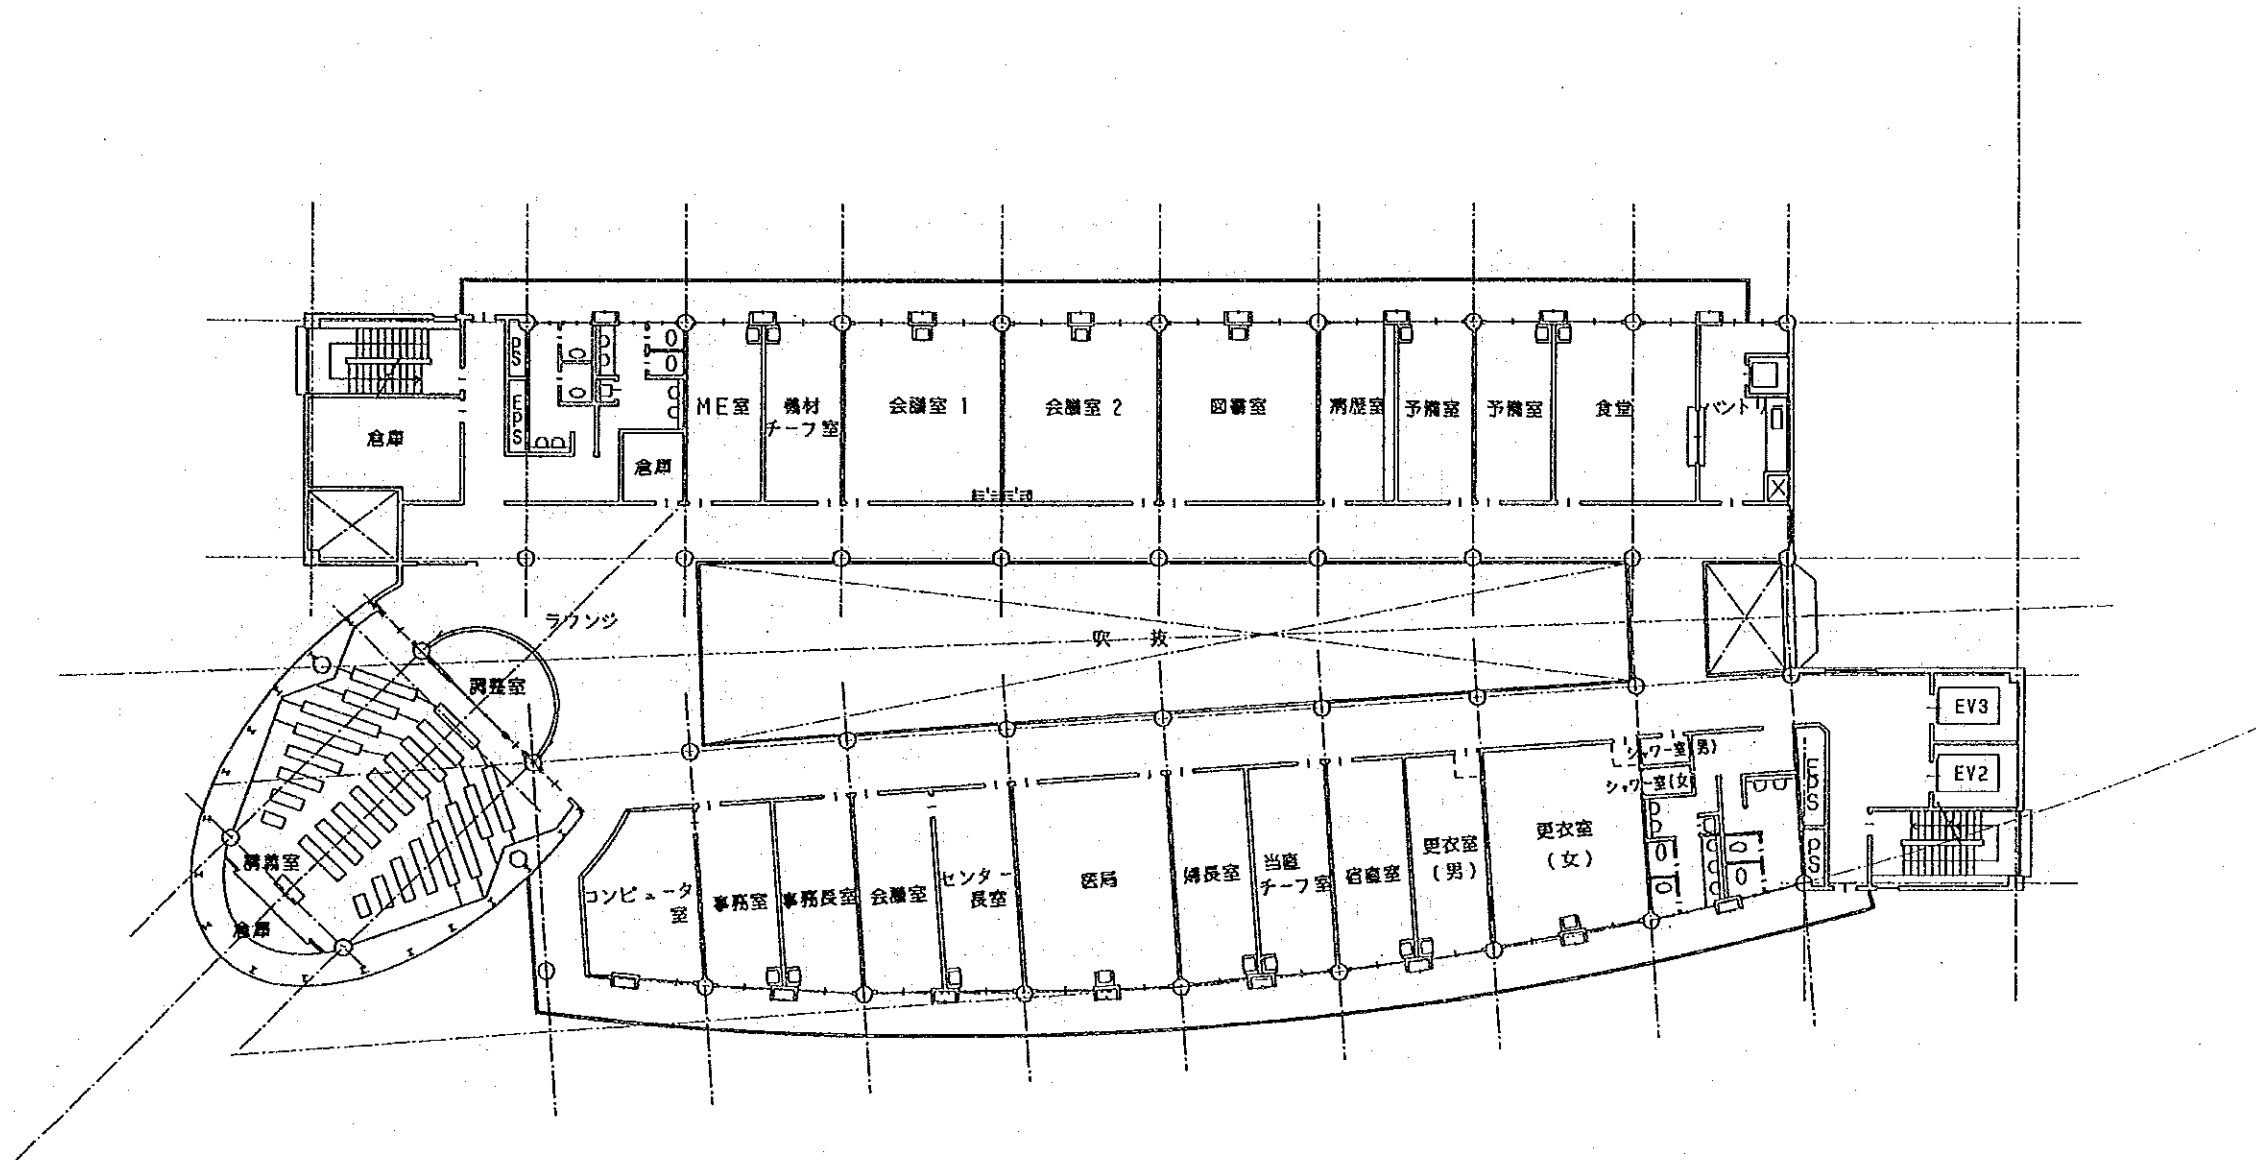 PS
EPS
倉庫
倉庫
ME室
機材
チーフ室
会議室 1
会議室 2
図書室
病歴室
予備室
予備室
食堂
パントリ
ラウンジ
吹 抜
調整室
講義室
倉庫
EV3
EV2
シャワー室(男)
シャワー室(女)
EPS
PS
コンピュータ
室
事務室
事務長室
会議室
センター
長室
医局
婦長室
当直
チーフ室
宿直室
更衣室
(男)
更衣室
(女)